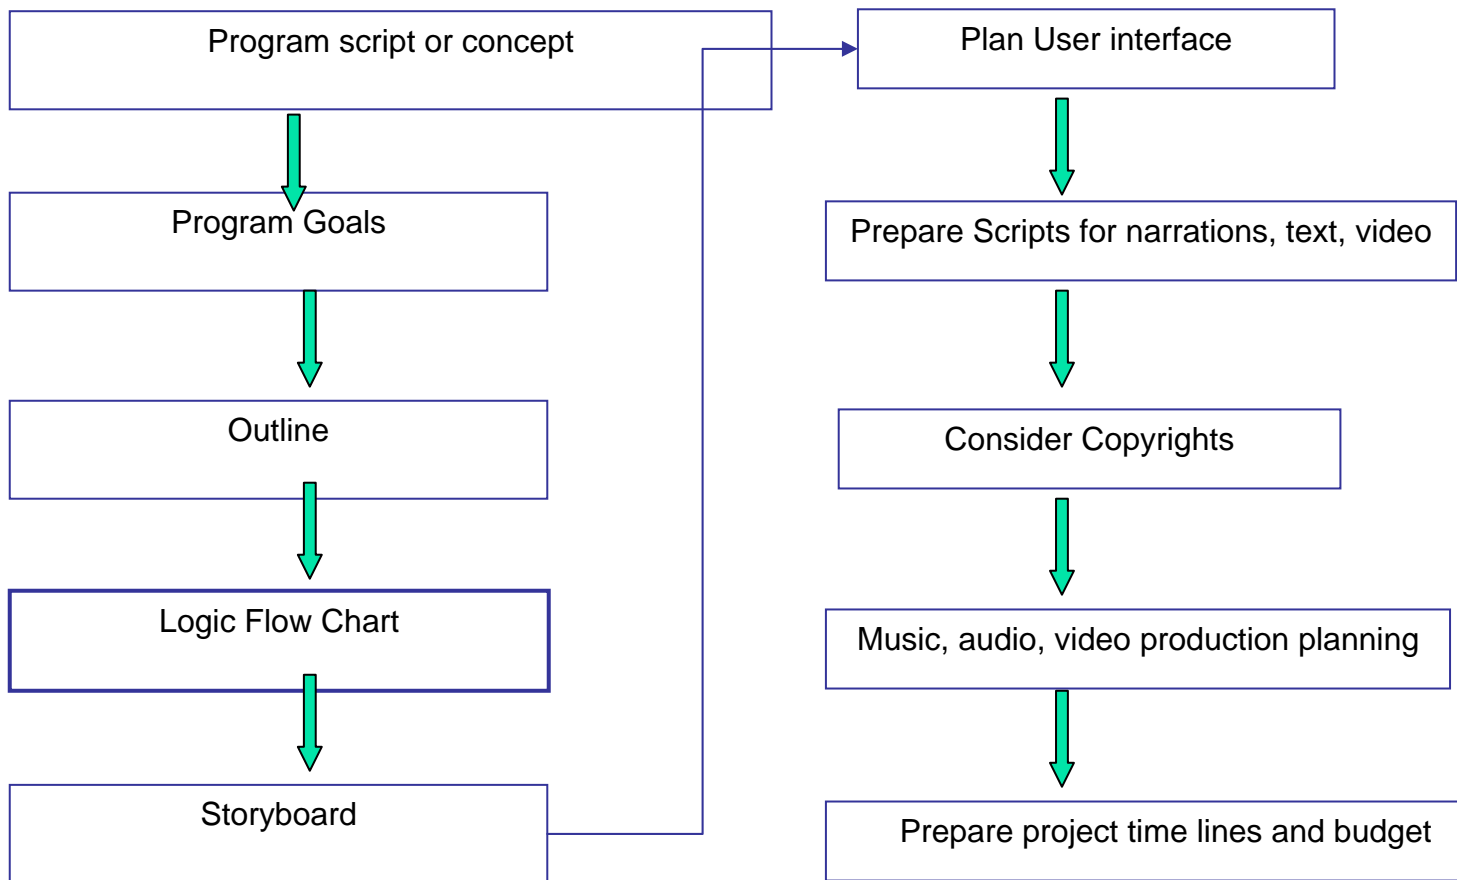 Program script or concept
Program Goals
Outline
Logic Flow Chart
Storyboard
Plan User interface
Prepare Scripts for narrations, text, video
Consider Copyrights
Music, audio, video production planning
Prepare project time lines and budget